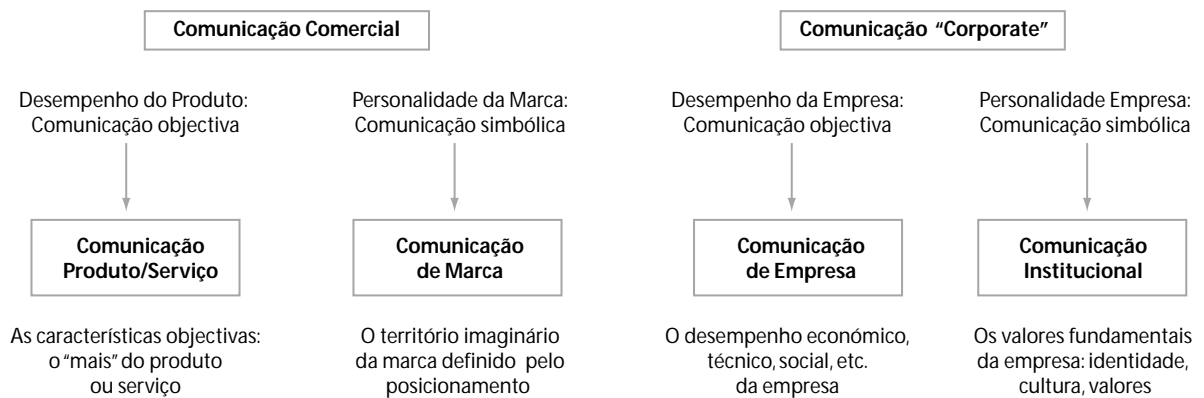 Comunicação Comercial
Comunicação “Corporate”
Desempenho do Produto:
Comunicação objectiva
Personalidade da Marca:
Comunicação simbólica
Desempenho da Empresa:
Comunicação objectiva
Personalidade Empresa:
Comunicação simbólica
Comunicação
Produto/Serviço
Comunicação
de Marca
Comunicação
de Empresa
Comunicação
Institucional
As características objectivas:
o “mais” do produto
ou serviço
O território imaginário
da marca definido pelo
posicionamento
O desempenho económico,
técnico, social, etc.
da empresa
Os valores fundamentais
da empresa: identidade,
cultura, valores